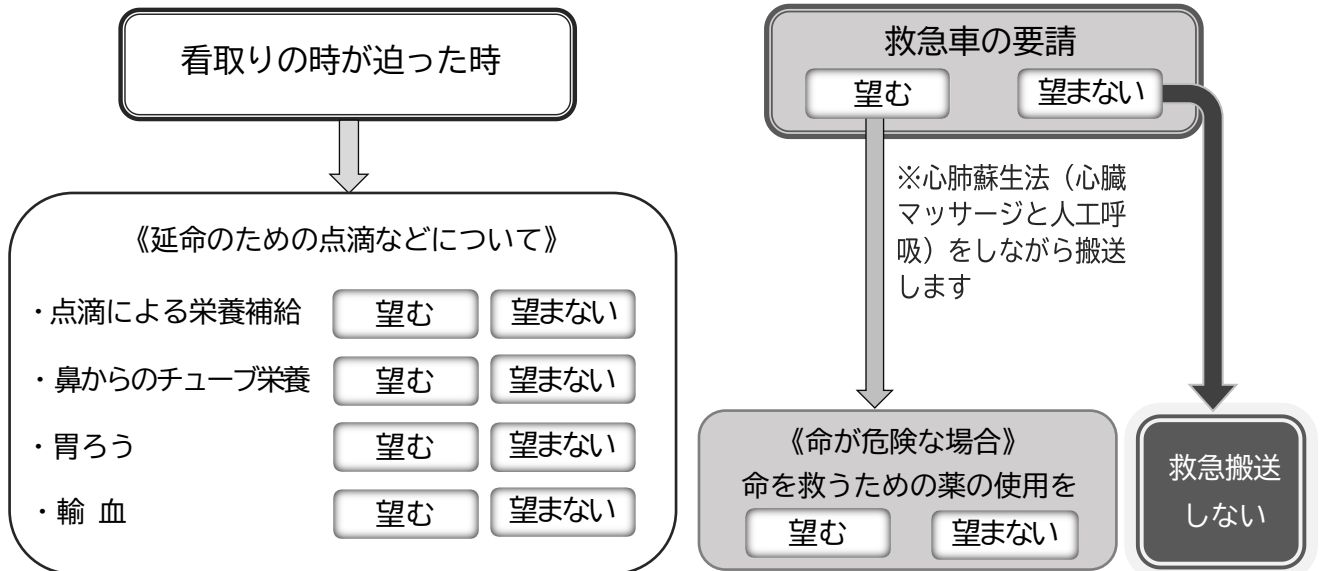 看取りの時が迫った時
《延命のための点滴などについて》
・点滴による栄養補給 望む 望まない
・鼻からのチューブ栄養 望む 望まない
・胃ろう 望む 望まない
・輸 血 望む 望まない
救急車の要請
望む 望まない
※心肺蘇生法(心臓
マッサージと人工呼
吸)をしながら搬送
します
《命が危険な場合》
命を救うための薬の使用を
望む 望まない
救急搬送
しない